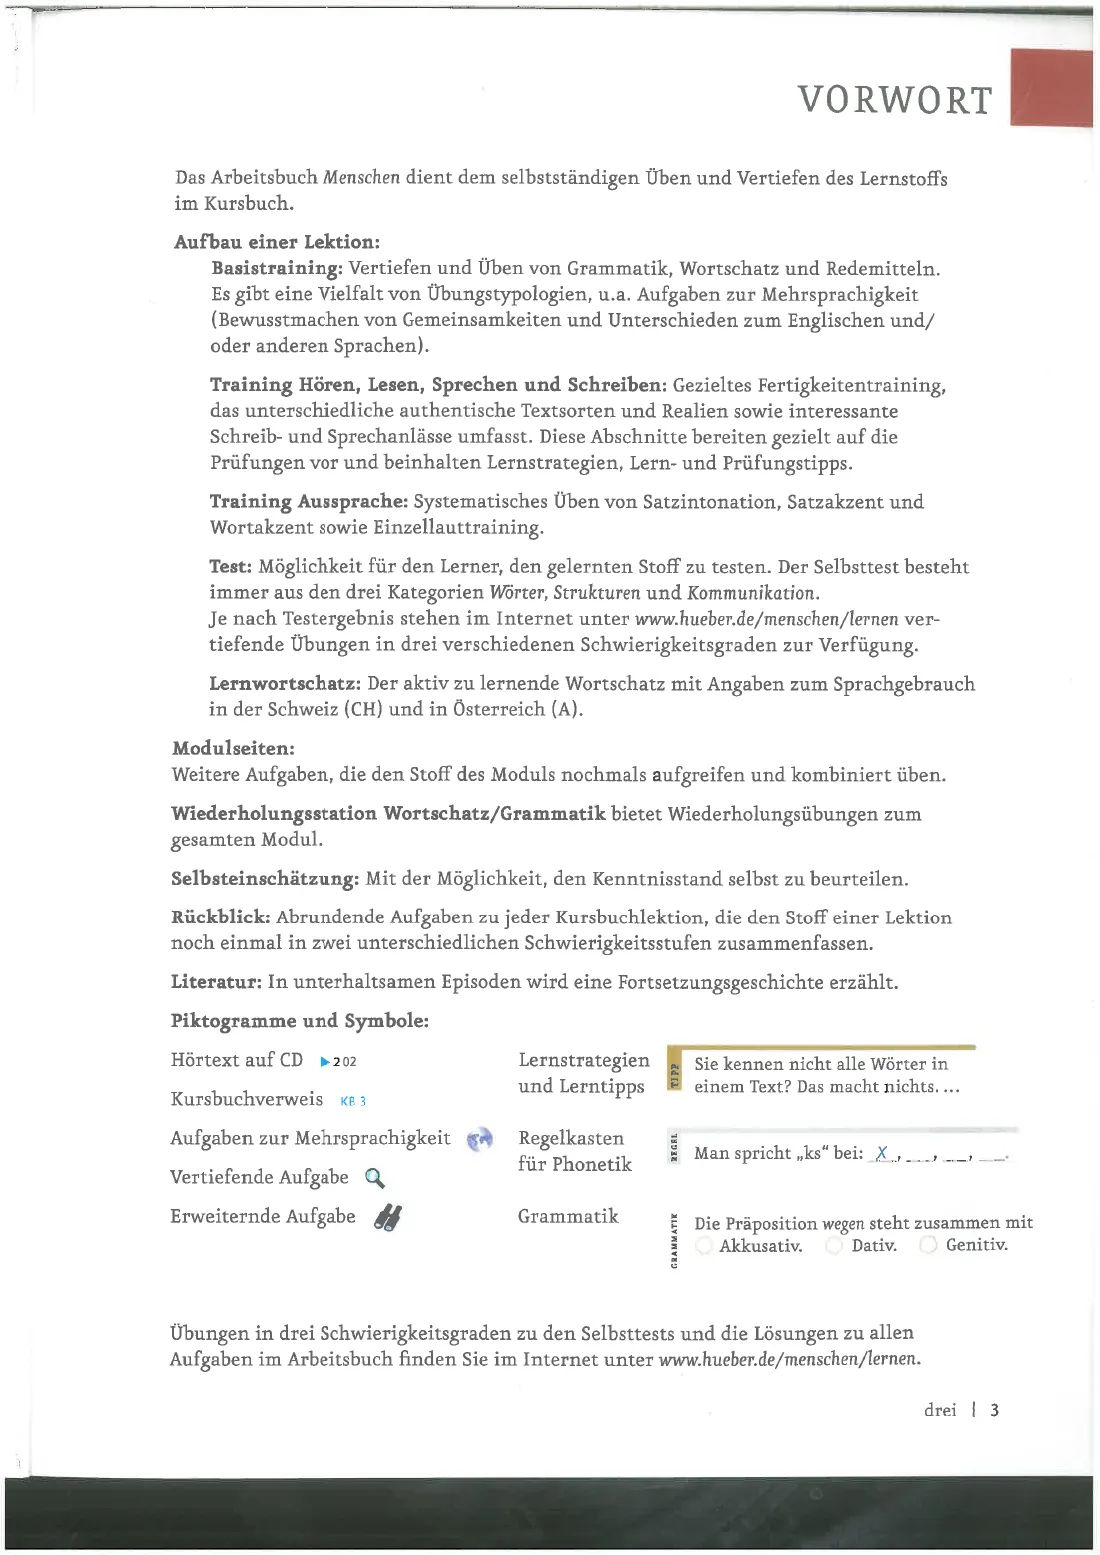 VORWORT
Das Arbeitsbuch Menschen dient dem selbstständigen Üben und Vertiefen des Lernstoffs
im Kursbuch.
Aufbau einer Lektion:
Basistraining: Vertiefen und Üben von Grammatik, Wortschatz und Redemitteln.
Es gibt eine Vielfalt von Übungstypologien, u.a. Aufgaben zur Mehrsprachigkeit
(Bewusstmachen von Gemeinsamkeiten und Unterschieden zum Englischen und/
oder anderen Sprachen).
Training Hören, Lesen, Sprechen und Schreiben: Gezieltes Fertigkeitentraining,
das unterschiedliche authentische Textsorten und Realien sowie interessante
Schreib- und Sprechanlässe umfasst. Diese Abschnitte bereiten gezielt auf die
Prüfungen vor und beinhalten Lernstrategien, Lern- und Prüfungstipps.
Training Aussprache: Systematisches Üben von Satzintonation, Satzakzent und
Wortakzent sowie Einzellauttraining.
Test: Möglichkeit für den Lerner, den gelernten Stoff zu testen. Der Selbsttest besteht
immer aus den drei Kategorien Wörter, Strukturen und Kommunikation.
Je nach Testergebnis stehen im Internet unter www.hueber.de/menschen/lernen ver-
tiefende Übungen in drei verschiedenen Schwierigkeitsgraden zur Verfügung.
Lernwortschatz: Der aktiv zu lernende Wortschatz mit Angaben zum Sprachgebrauch
in der Schweiz (CH) und in Österreich (A).
Modulseiten:
Weitere Aufgaben, die den Stoff des Moduls nochmals aufgreifen und kombiniert üben.
Wiederholungsstation Wortschatz/Grammatik bietet Wiederholungsübungen zum
gesamten Modul.
Selbsteinschätzung: Mit der Möglichkeit, den Kenntnisstand selbst zu beurteilen.
Rückblick: Abrundende Aufgaben zu jeder Kursbuchlektion, die den Stoff einer Lektion
noch einmal in zwei unterschiedlichen Schwierigkeitsstufen zusammenfassen.
Literatur: In unterhaltsamen Episoden wird eine Fortsetzungsgeschichte erzählt.
Piktogramme und Symbole:
Hörtext auf CD ▶ 2 02
Kursbuchverweis KB 3
Aufgaben zur Mehrsprachigkeit
Vertiefende Aufgabe
Erweiternde Aufgabe
Lernstrategien
und Lerntipps
TIPP
Sie kennen nicht alle Wörter in
einem Text? Das macht nichts. ...
Regelkasten
für Phonetik
REGEL
Man spricht „ks“ bei: X, ___, ___, ___.
Grammatik
GRAMMATIK
Die Präposition wegen steht zusammen mit
Akkusativ. Dativ. Genitiv.
Übungen in drei Schwierigkeitsgraden zu den Selbsttests und die Lösungen zu allen
Aufgaben im Arbeitsbuch finden Sie im Internet unter www.hueber.de/menschen/lernen.
drei | 3